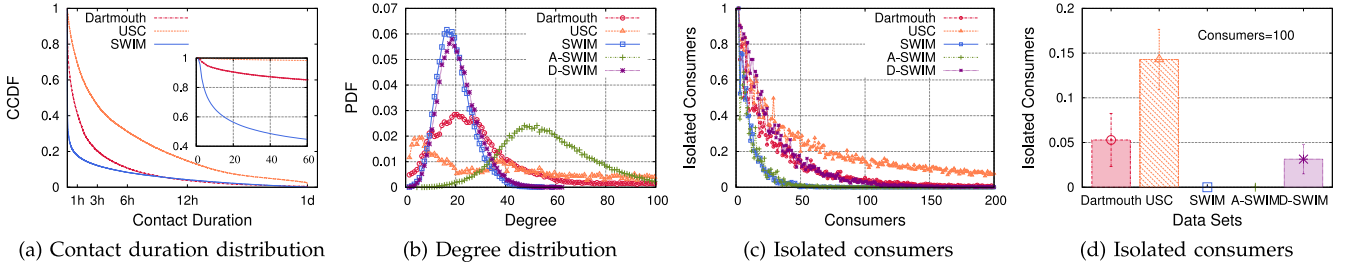 Dartmouth
USC
SWIM
CCDF
1
0.8
0.6
0.4
0.2
0
1
0.8
0.6
0.4
5
20
40
60
1h
3h
6h
12h
1d
Contact Duration
(a) Contact duration distribution
Dartmouth
USC
SWIM
A-SWIM
D-SWIM
PDF
0.07
0.06
0.05
0.04
0.03
0.02
0.01
0
0
20
40
60
80
100
Degree
(b) Degree distribution
Dartmouth
USC
SWIM
A-SWIM
D-SWIM
Isolated Consumers
1
0.8
0.6
0.4
0.2
0
0
50
100
150
200
Consumers
(c) Isolated consumers
Consumers=100
Isolated Consumers
0.2
0.15
0.1
0.05
0
Dartmouth
USC
SWIM
A-SWIM
D-SWIM
Data Sets
(d) Isolated consumers